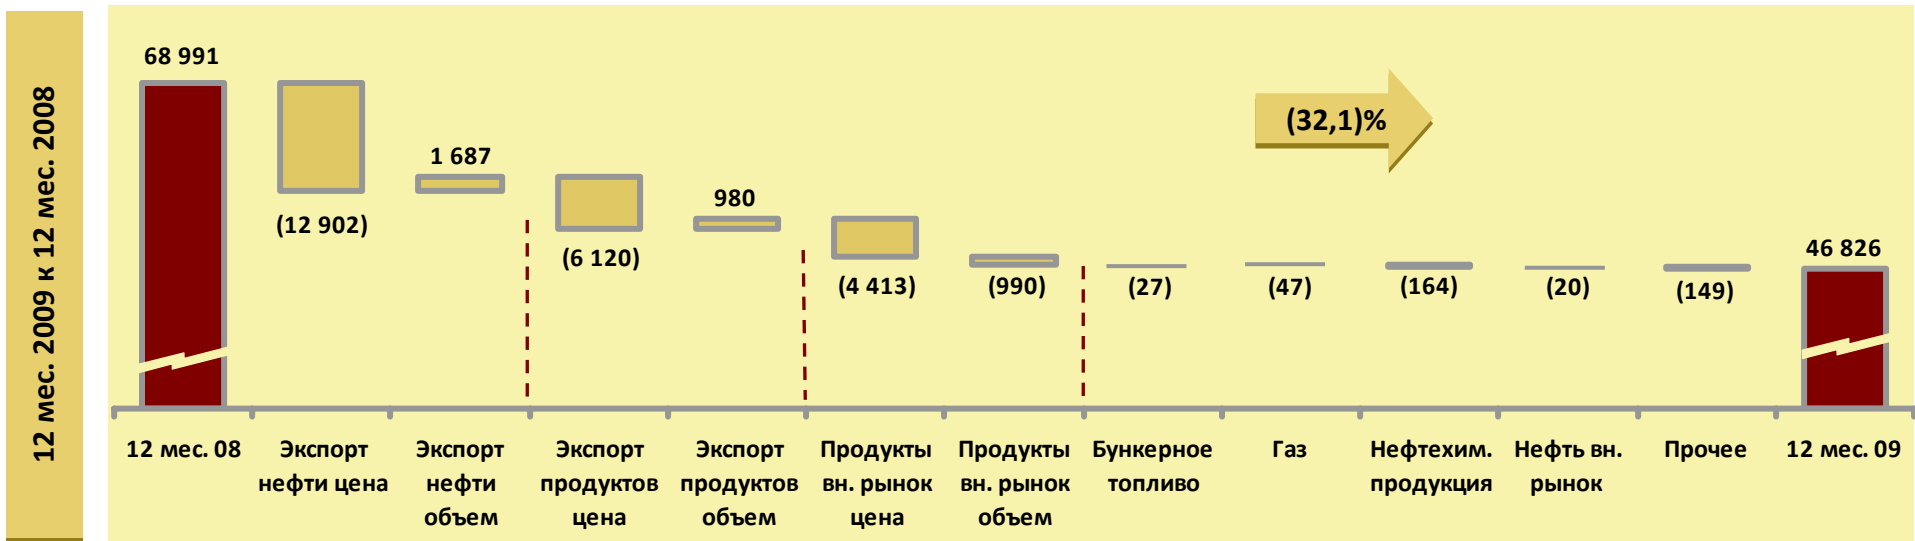 12 мес. 2009 к 12 мес. 2008
68 991
(12 902)
1 687
(6 120)
980
(4 413)
(990)
(27)
(47)
(164)
(20)
(149)
46 826
(32,1)%
12 мес. 08
Экспорт
нефти цена
Экспорт
нефти
объем
Экспорт
продуктов
цена
Экспорт
продуктов
объем
Продукты
вн. рынок
цена
Продукты
вн. рынок
объем
Бункерное
топливо
Газ
Нефтехим.
продукция
Нефть вн.
рынок
Прочее
12 мес. 09